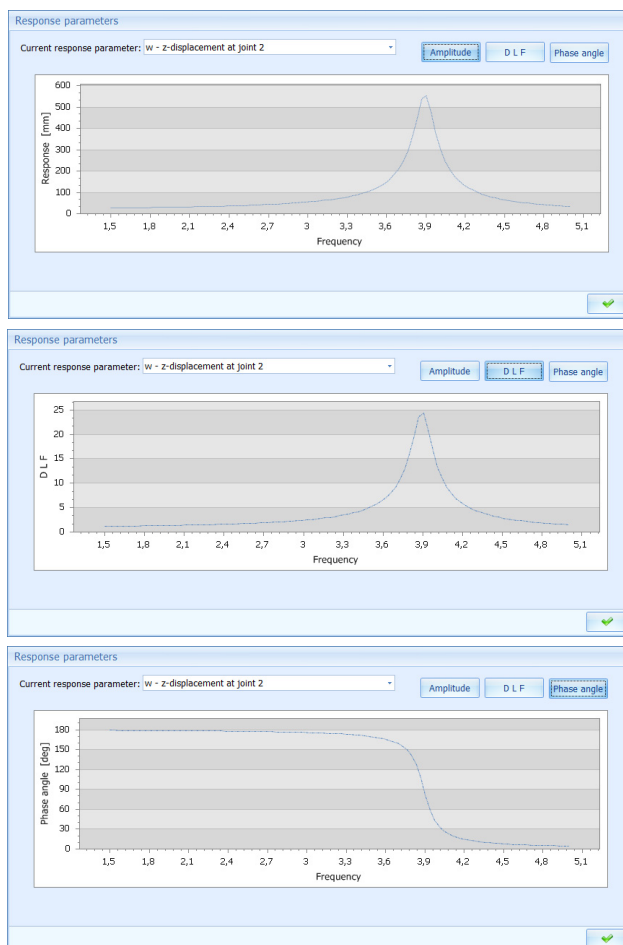 Response parameters
Current response parameter: w - z-displacement at joint 2 Amplitude D L F Phase angle
600
500
400
300
200
100
0
Response [mm]
1,5 1,8 2,1 2,4 2,7 3 3,3 3,6 3,9 4,2 4,5 4,8 5,1
Frequency
Response parameters
Current response parameter: w - z-displacement at joint 2 Amplitude D L F Phase angle
25
20
15
10
5
0
D L F
1,5 1,8 2,1 2,4 2,7 3 3,3 3,6 3,9 4,2 4,5 4,8 5,1
Frequency
Response parameters
Current response parameter: w - z-displacement at joint 2 Amplitude D L F Phase angle
180
150
120
90
60
30
0
Phase angle [deg]
1,5 1,8 2,1 2,4 2,7 3 3,3 3,6 3,9 4,2 4,5 4,8 5,1
Frequency